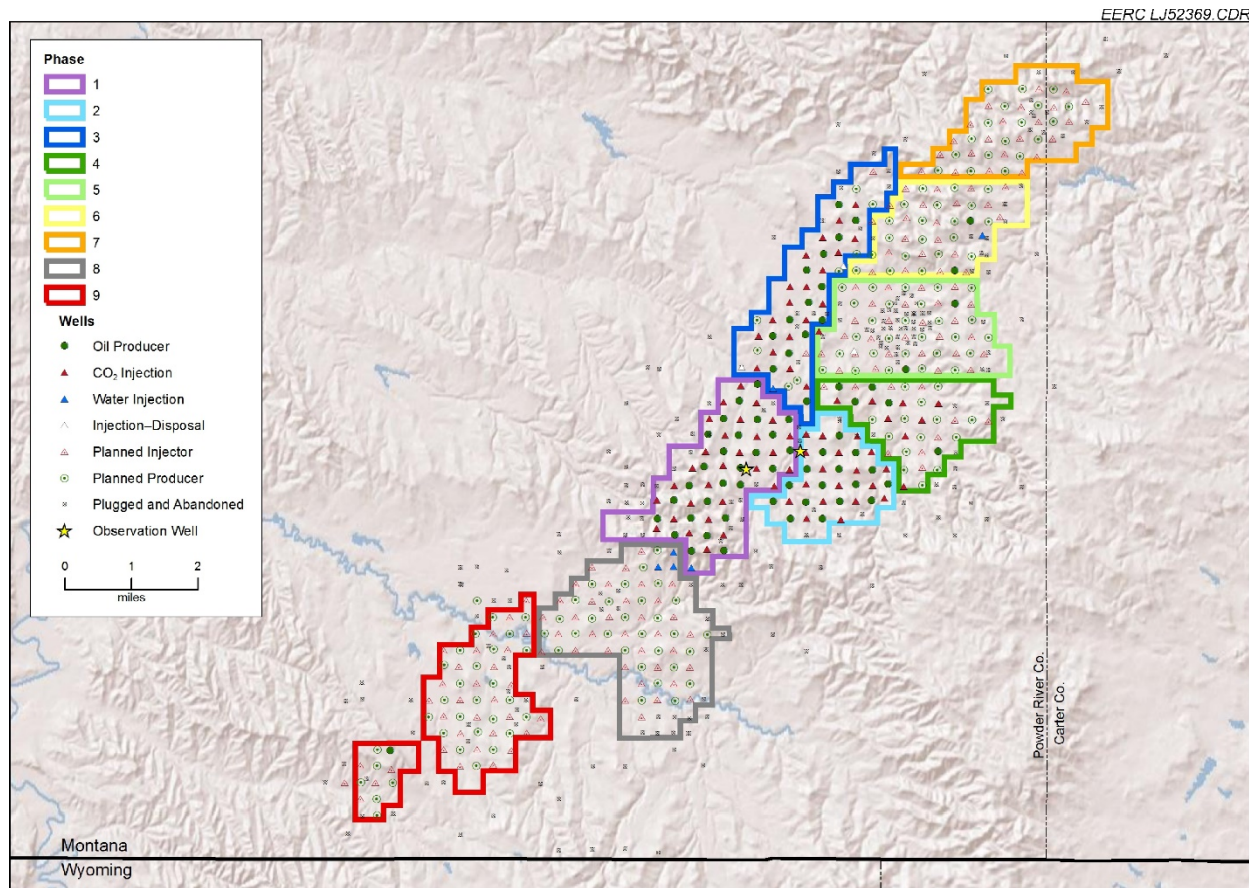 EERC LJ52369.CDR
Phase
1
2
3
4
5
6
7
8
9
Wells
Oil Producer
CO₂ Injection
Water Injection
Injection–Disposal
Planned Injector
Planned Producer
Plugged and Abandoned
Observation Well
0 1 2
miles
Powder River Co.
Carter Co.
Montana
Wyoming